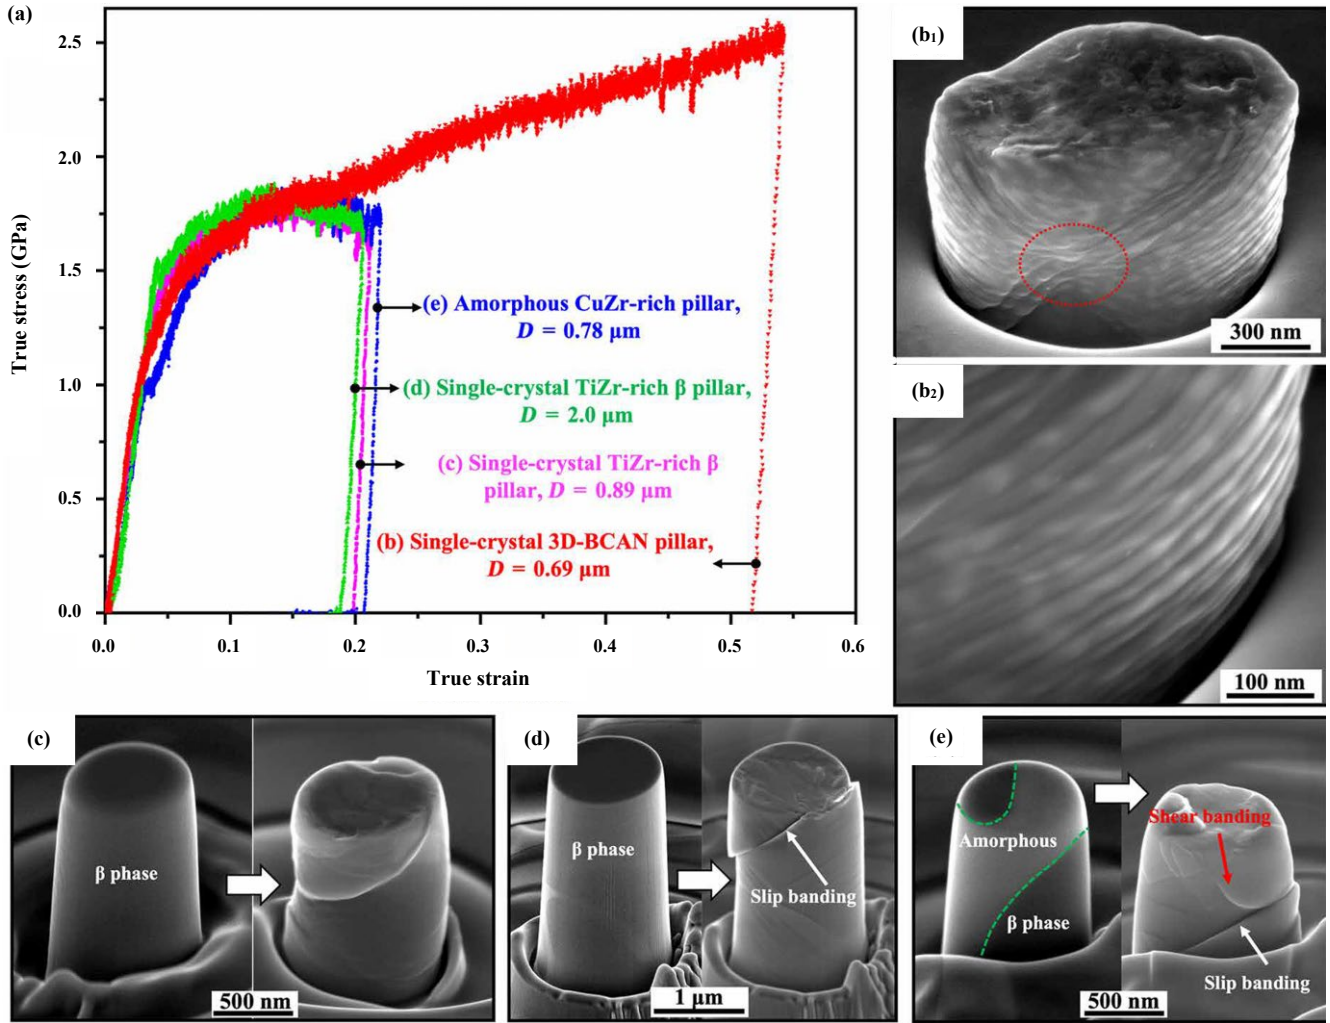 (a)
2.5
2.0
1.5
1.0
0.5
0.0
True stress (GPa)
(e) Amorphous CuZr-rich pillar,
D = 0.78 μm
(d) Single-crystal TiZr-rich β pillar,
D = 2.0 μm
(c) Single-crystal TiZr-rich β
pillar, D = 0.89 μm
(b) Single-crystal 3D-BCAN pillar,
D = 0.69 μm
0.0 0.1 0.2 0.3 0.4 0.5 0.6
True strain
(b1)
300 nm
(b2)
100 nm
(c)
β phase
500 nm
(d)
β phase
Slip banding
1 μm
(e)
Amorphous
β phase
Shear banding
Slip banding
500 nm